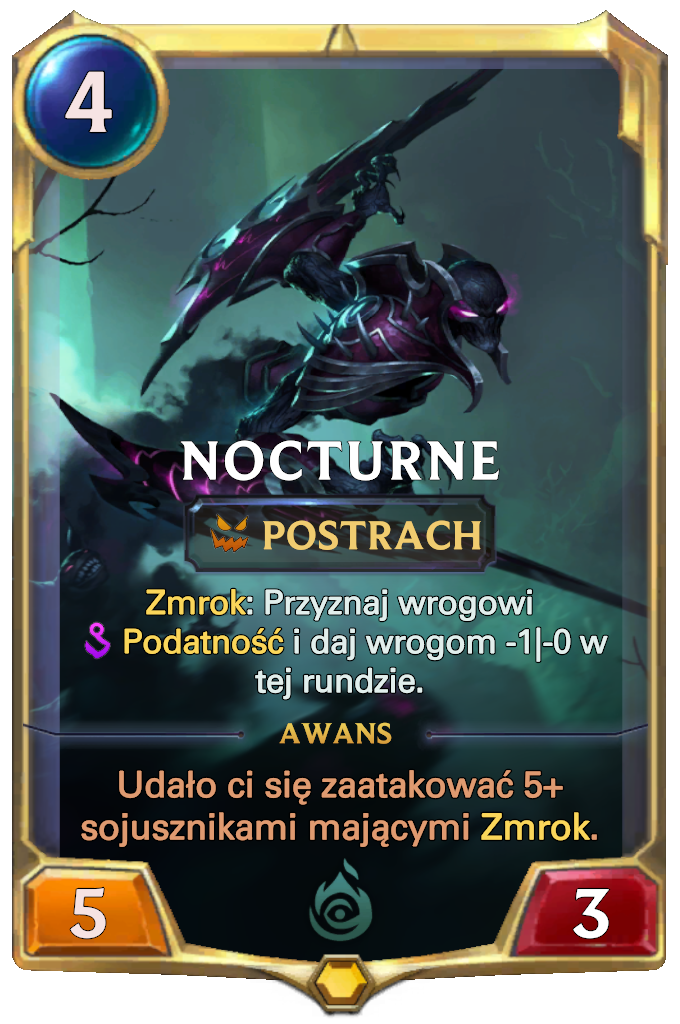 4
NOCTURNE
POSTRACH
Zmrok: Przyznaj wrogowi
Podatność i daj wrogom -1|-0 w
tej rundzie.
AWANS
Udało ci się zaatakować 5+
sojusznikami mającymi Zmrok.
5
3